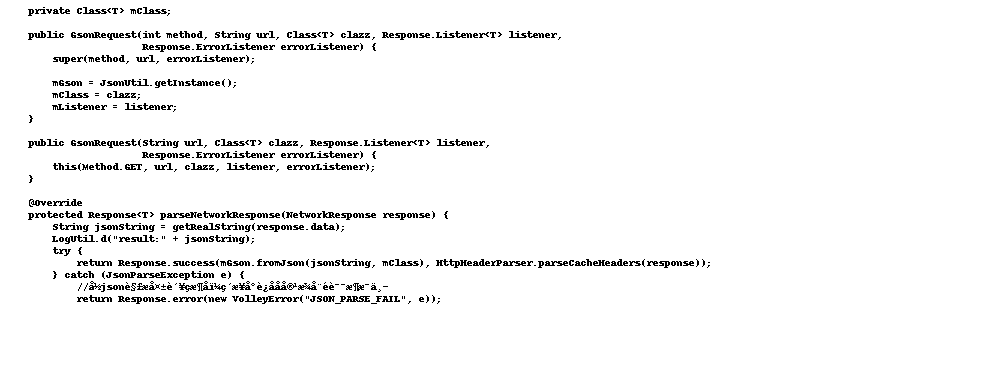 private Class<T> mClass;
public GsonRequest(int method, String url, Class<T> clazz, Response.Listener<T> listener,
Response.ErrorListener errorListener) {
super(method, url, errorListener);
mGson = JsonUtil.getInstance();
mClass = clazz;
mListener = listener;
}
public GsonRequest(String url, Class<T> clazz, Response.Listener<T> listener,
Response.ErrorListener errorListener) {
this(Method.GET, url, clazz, listener, errorListener);
}
@Override
protected Response<T> parseNetworkResponse(NetworkResponse response) {
String jsonString = getRealString(response.data);
LogUtil.d("result:" + jsonString);
try {
return Response.success(mGson.fromJson(jsonString, mClass), HttpHeaderParser.parseCacheHeaders(response));
} catch (JsonParseException e) {
return Response.error(new VolleyError("JSON_PARSE_FAIL", e));